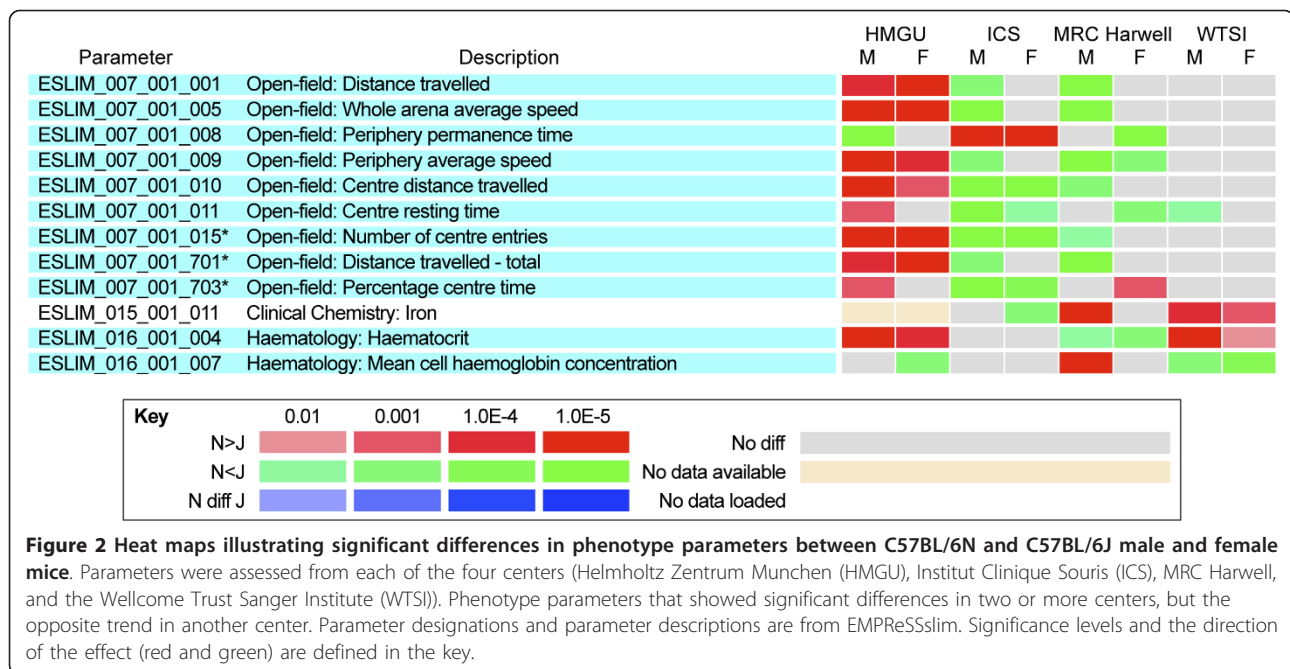 HMGU ICS MRC Harwell WTSI
Parameter Description M F M F M F M F
ESLIM_007_001_001 Open-field: Distance travelled
ESLIM_007_001_005 Open-field: Whole arena average speed
ESLIM_007_001_008 Open-field: Periphery permanence time
ESLIM_007_001_009 Open-field: Periphery average speed
ESLIM_007_001_010 Open-field: Centre distance travelled
ESLIM_007_001_011 Open-field: Centre resting time
ESLIM_007_001_015* Open-field: Number of centre entries
ESLIM_007_001_701* Open-field: Distance travelled - total
ESLIM_007_001_703* Open-field: Percentage centre time
ESLIM_015_001_011 Clinical Chemistry: Iron
ESLIM_016_001_004 Haematology: Haematocrit
ESLIM_016_001_007 Haematology: Mean cell haemoglobin concentration
Key 0.01 0.001 1.0E-4 1.0E-5
N>J No diff
N<J No data available
N diff J No data loaded
Figure 2 Heat maps illustrating significant differences in phenotype parameters between C57BL/6N and C57BL/6J male and female
mice. Parameters were assessed from each of the four centers (Helmholtz Zentrum Munchen (HMGU), Institut Clinique Souris (ICS), MRC Harwell,
and the Wellcome Trust Sanger Institute (WTSI)). Phenotype parameters that showed significant differences in two or more centers, but the
opposite trend in another center. Parameter designations and parameter descriptions are from EMPReSSslim. Significance levels and the direction
of the effect (red and green) are defined in the key.